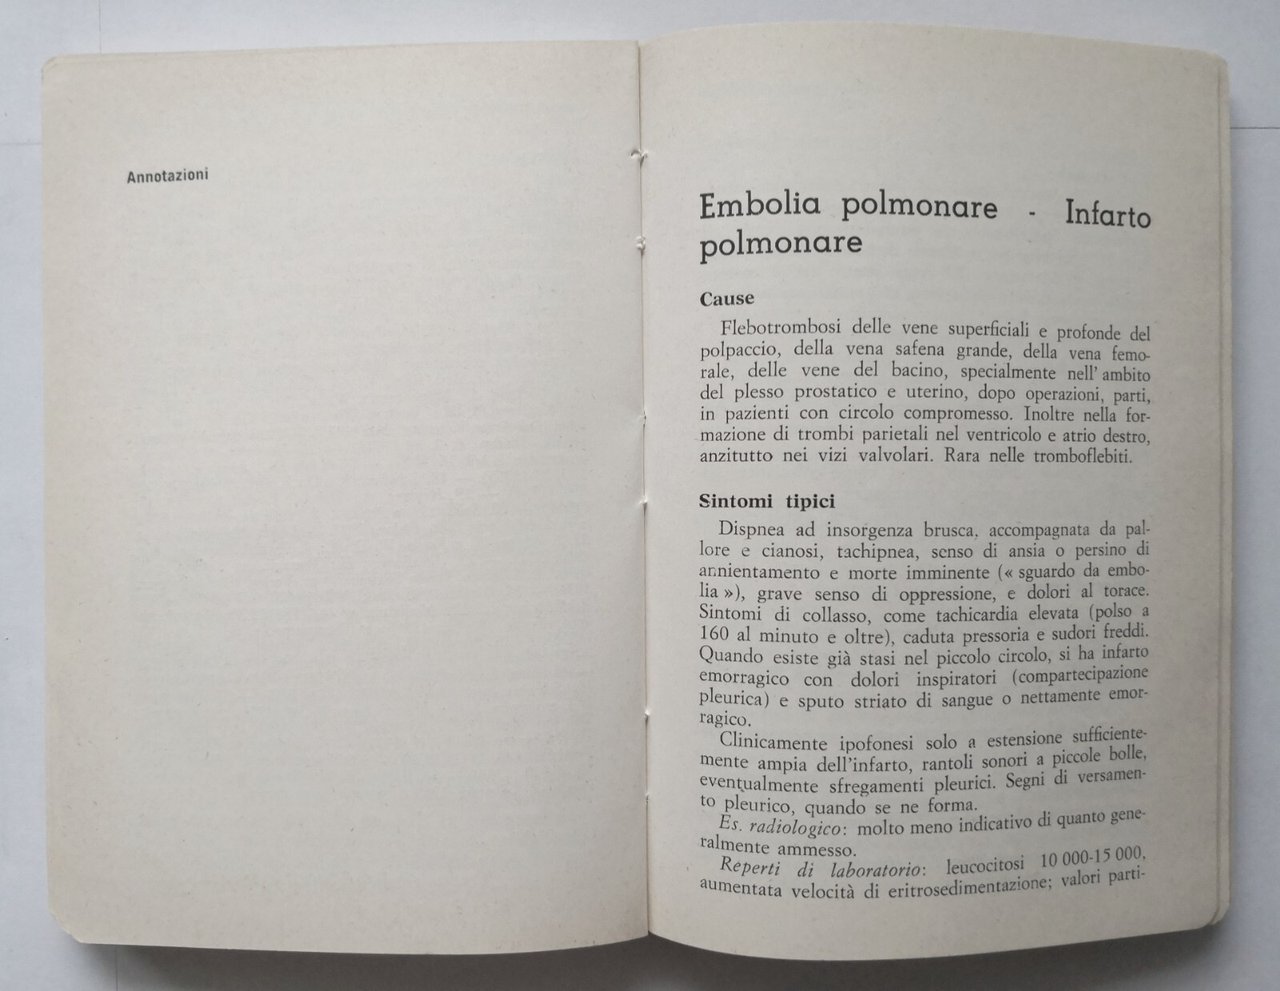 Annotazioni
Embolia polmonare - Infarto
polmonare
Cause
Flebotrombosi delle vene superficiali e profonde del
polpaccio, della vena safena grande, della vena femo-
rale, delle vene del bacino, specialmente nell'ambito
del plesso prostatico e uterino, dopo operazioni, parti,
in pazienti con circolo compromesso. Inoltre nella for-
mazione di trombi parietali nel ventricolo e atrio destro,
anzitutto nei vizi valvolari. Rara nelle tromboflebiti.
Sintomi tipici
Dispnea ad insorgenza brusca, accompagnata da pal-
lore e cianosi, tachipnea, senso di ansia o persino di
annientamento e morte imminente (« sguardo da embo-
lia »), grave senso di oppressione, e dolori al torace.
Sintomi di collasso, come tachicardia elevata (polso a
160 al minuto e oltre), caduta pressoria e sudori freddi.
Quando esiste già stasi nel piccolo circolo, si ha infarto
emorragico con dolori inspiratori (compartecipazione
pleurica) e sputo striato di sangue o nettamente emor-
ragico.
Clinicamente ipofonesi solo a estensione sufficiente-
mente ampia dell'infarto, rantoli sonori a piccole bolle,
eventualmente sfregamenti pleurici. Segni di versamen-
to pleurico, quando se ne forma.
Es. radiologico: molto meno indicativo di quanto gene-
ralmente ammesso.
Reperti di laboratorio: leucocitosi 10 000-15 000,
aumentata velocità di eritrosedimentazione; valori parti-